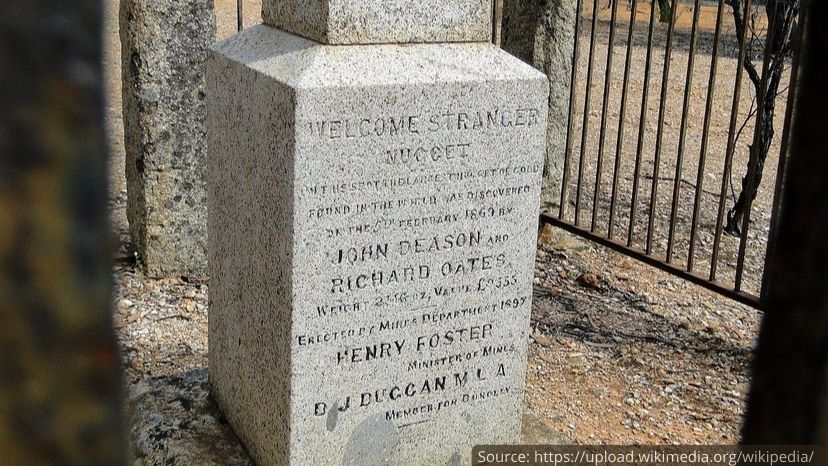 WELCOME STRANGER
NUGGET
ON THIS SPOT THE LARGEST NUGGET OF GOLD
FOUND IN THE WORLD WAS DISCOVERED
ON THE 5TH FEBRUARY 1869 BY
JOHN DEASON AND
RICHARD OATES
WEIGHT OZ, VALUE
ERECTED BY MINES DEPARTMENT 1897
HENRY FOSTER
MINISTER OF MINES
D J DUGGAN. M L A
MEMBER FOR DUNOLLY
Source: https://upload.wikimedia.org/wikipedia/